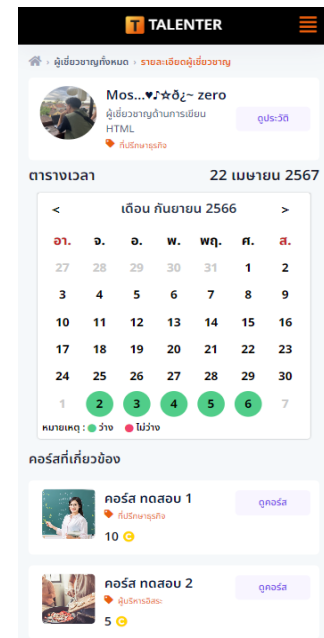 T TALENTER
> ผู้เชี่ยวชาญทั้งหมด > รายละเอียดผู้เชี่ยวชาญ
Mos...♥♪☆ð¿~ zero
ผู้เชี่ยวชาญด้านการเขียน
HTML
ดูประวัติ
ที่ปรึกษาธุรกิจ
ตารางเวลา 22 เมษายน 2567
< เดือน กันยายน 2566 >
อา. จ. อ. พ. พฤ. ศ. ส.
27 28 29 30 31 1 2
3 4 5 6 7 8 9
10 11 12 13 14 15 16
17 18 19 20 21 22 23
24 25 26 27 28 29 30
1 2 3 4 5 6 7
หมายเหตุ : ว่าง ไม่ว่าง
คอร์สที่เกี่ยวข้อง
คอร์ส ทดสอบ 1
ที่ปรึกษาธุรกิจ
ดูคอร์ส
10
คอร์ส ทดสอบ 2
ผู้บริหารอิสระ
ดูคอร์ส
5